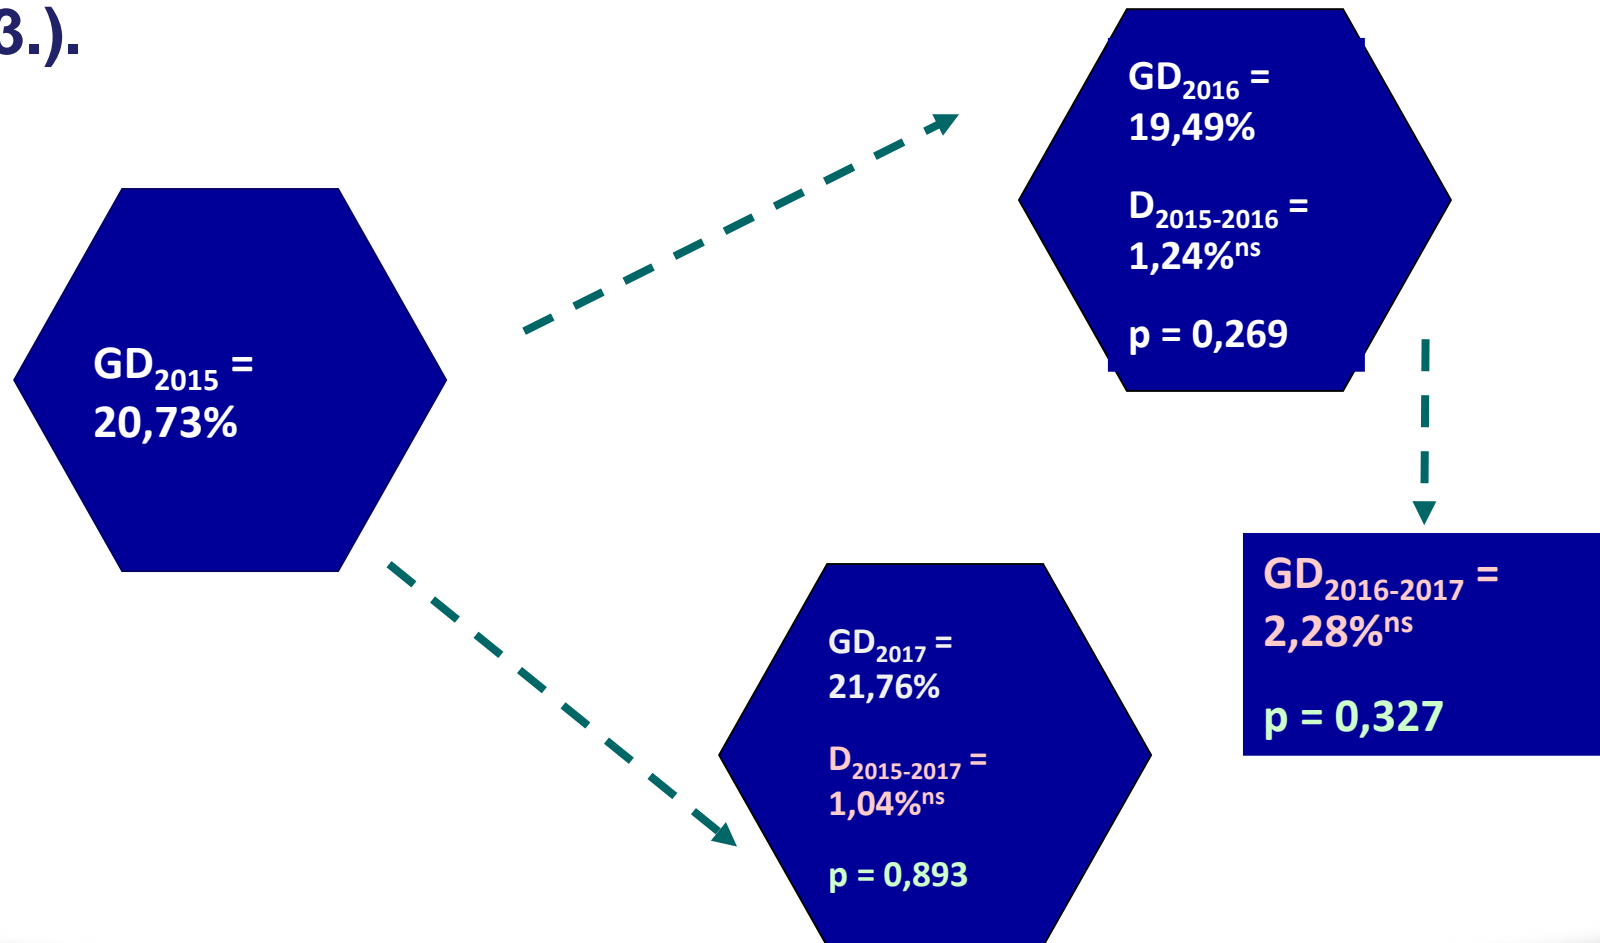 3.).
GD2015 =
20,73%
GD2016 =
19,49%
D2015-2016 =
1,24%ns
p = 0,269
GD2017 =
21,76%
D2015-2017 =
1,04%ns
p = 0,893
GD2016-2017 =
2,28%ns
p = 0,327